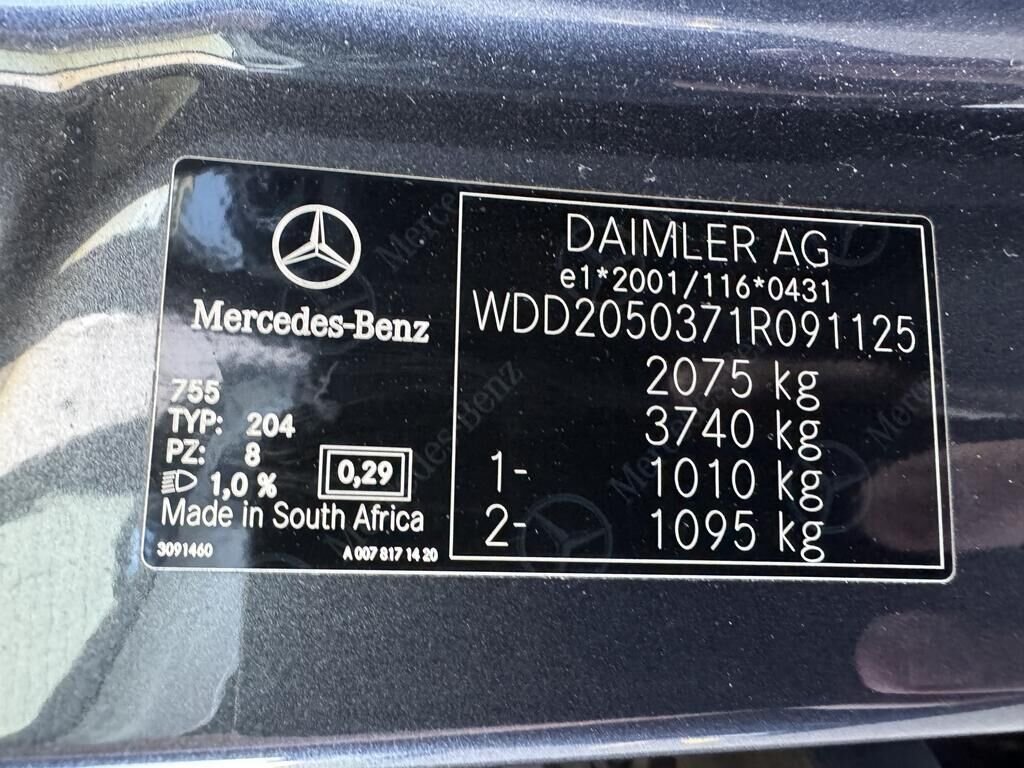 Mercedes-Benz
755
TYP: 204
PZ: 8
1,0 %
0,29
Made in South Africa
3091460
A 007 817 14 20
DAIMLER AG
e1*2001/116*0431
WDD2050371R091125
2075 kg
3740 kg
1- 1010 kg
2- 1095 kg